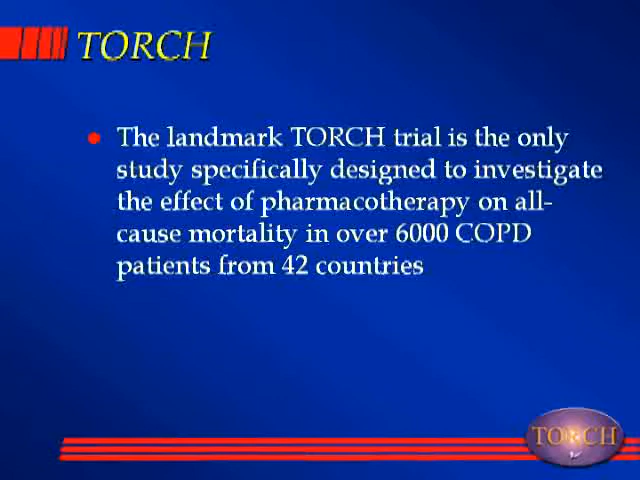 TORCH
The landmark TORCH trial is the only
study specifically designed to investigate
the effect of pharmacotherapy on all-
cause mortality in over 6000 COPD
patients from 42 countries
TORCH